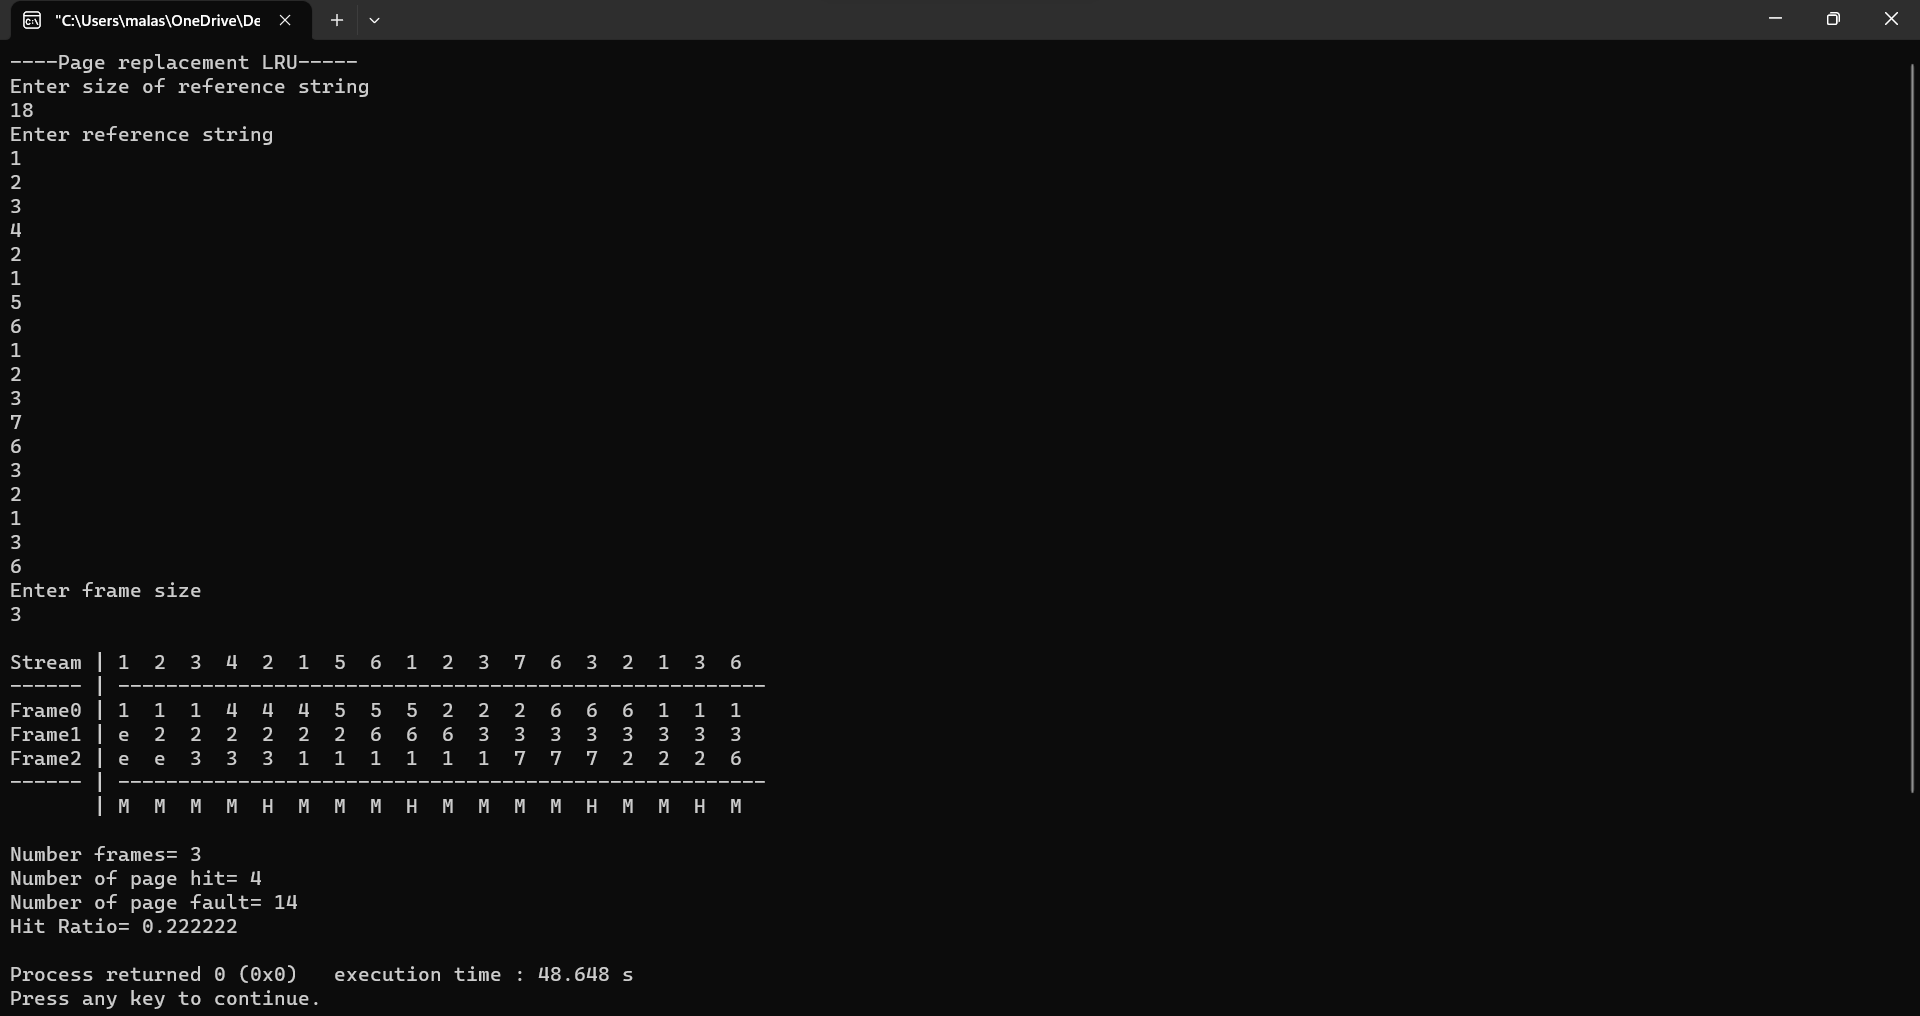 "C:\Users\malas\OneDrive\De
----Page replacement LRU-----
Enter size of reference string
18
Enter reference string
1
2
3
4
2
1
5
6
1
2
3
7
6
3
2
1
3
6
Enter frame size
3
Stream | 1  2  3  4  2  1  5  6  1  2  3  7  6  3  2  1  3  6
------ | ------------------------------------------------------
Frame0 | 1  1  1  4  4  4  5  5  5  2  2  2  6  6  6  1  1  1
Frame1 | e  2  2  2  2  2  2  6  6  6  3  3  3  3  3  3  3  3
Frame2 | e  e  3  3  3  1  1  1  1  1  1  7  7  7  2  2  2  6
------ | ------------------------------------------------------
       | M  M  M  M  H  M  M  M  H  M  M  M  M  H  M  M  H  M
Number frames= 3
Number of page hit= 4
Number of page fault= 14
Hit Ratio= 0.222222
Process returned 0 (0x0)   execution time : 48.648 s
Press any key to continue.